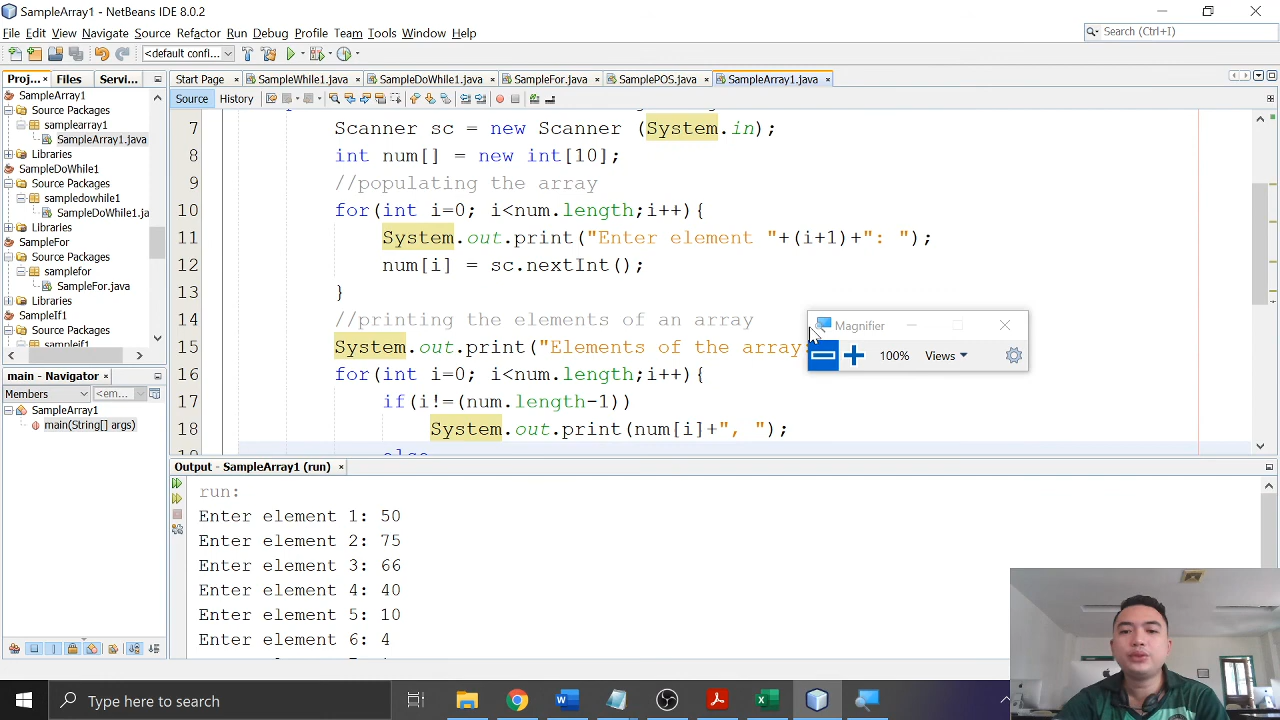 SampleArray1 - NetBeans IDE 8.0.2
File Edit View Navigate Source Refactor Run Debug Profile Team Tools Window Help
Search (Ctrl+I)
<default confi...
Proj... Files Servi...
Start Page SampleWhile1.java SampleDoWhile1.java SampleFor.java SamplePOS.java SampleArray1.java
Source History
SampleArray1
Source Packages
samplearray1
SampleArray1.java
Libraries
SampleDoWhile1
Source Packages
sampledowhile1
SampleDoWhile1.ja
Libraries
SampleFor
Source Packages
samplefor
SampleFor.java
Libraries
SampleIf1
Source Packages
sampleif1
7 Scanner sc = new Scanner (System.in);
8 int num[] = new int[10];
9 //populating the array
10 for(int i=0; i<num.length;i++){
11 System.out.print("Enter element "+(i+1)+": ");
12 num[i] = sc.nextInt();
13 }
14 //printing the elements of an array
15 System.out.print("Elements of the array:
16 for(int i=0; i<num.length;i++){
17 if(i!=(num.length-1))
18 System.out.print(num[i]+", ");
19 else
Magnifier
100% Views
main - Navigator
Members <em...
SampleArray1
main(String[] args)
Output - SampleArray1 (run)
run:
Enter element 1: 50
Enter element 2: 75
Enter element 3: 66
Enter element 4: 40
Enter element 5: 10
Enter element 6: 4
Type here to search